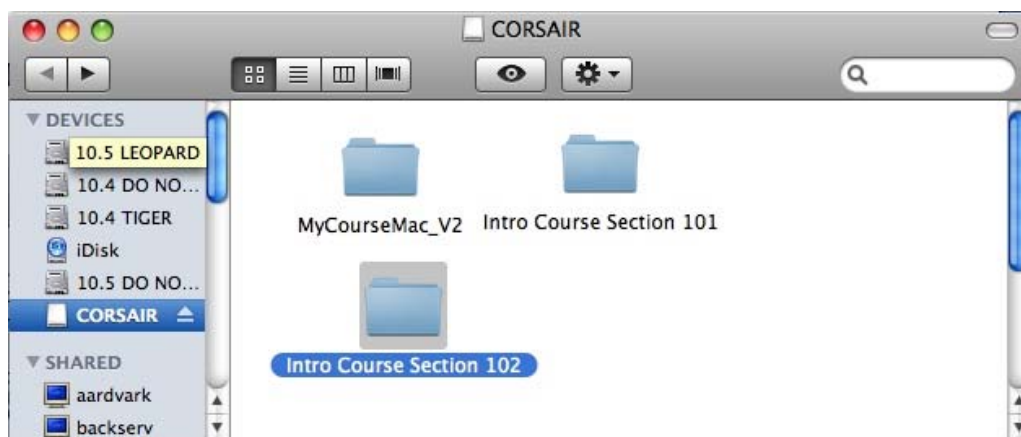 CORSAIR
DEVICES
10.5 LEOPARD
10.4 DO NO...
10.4 TIGER
iDisk
10.5 DO NO...
CORSAIR
SHARED
aardvark
backserv
MyCourseMac_V2
Intro Course Section 101
Intro Course Section 102